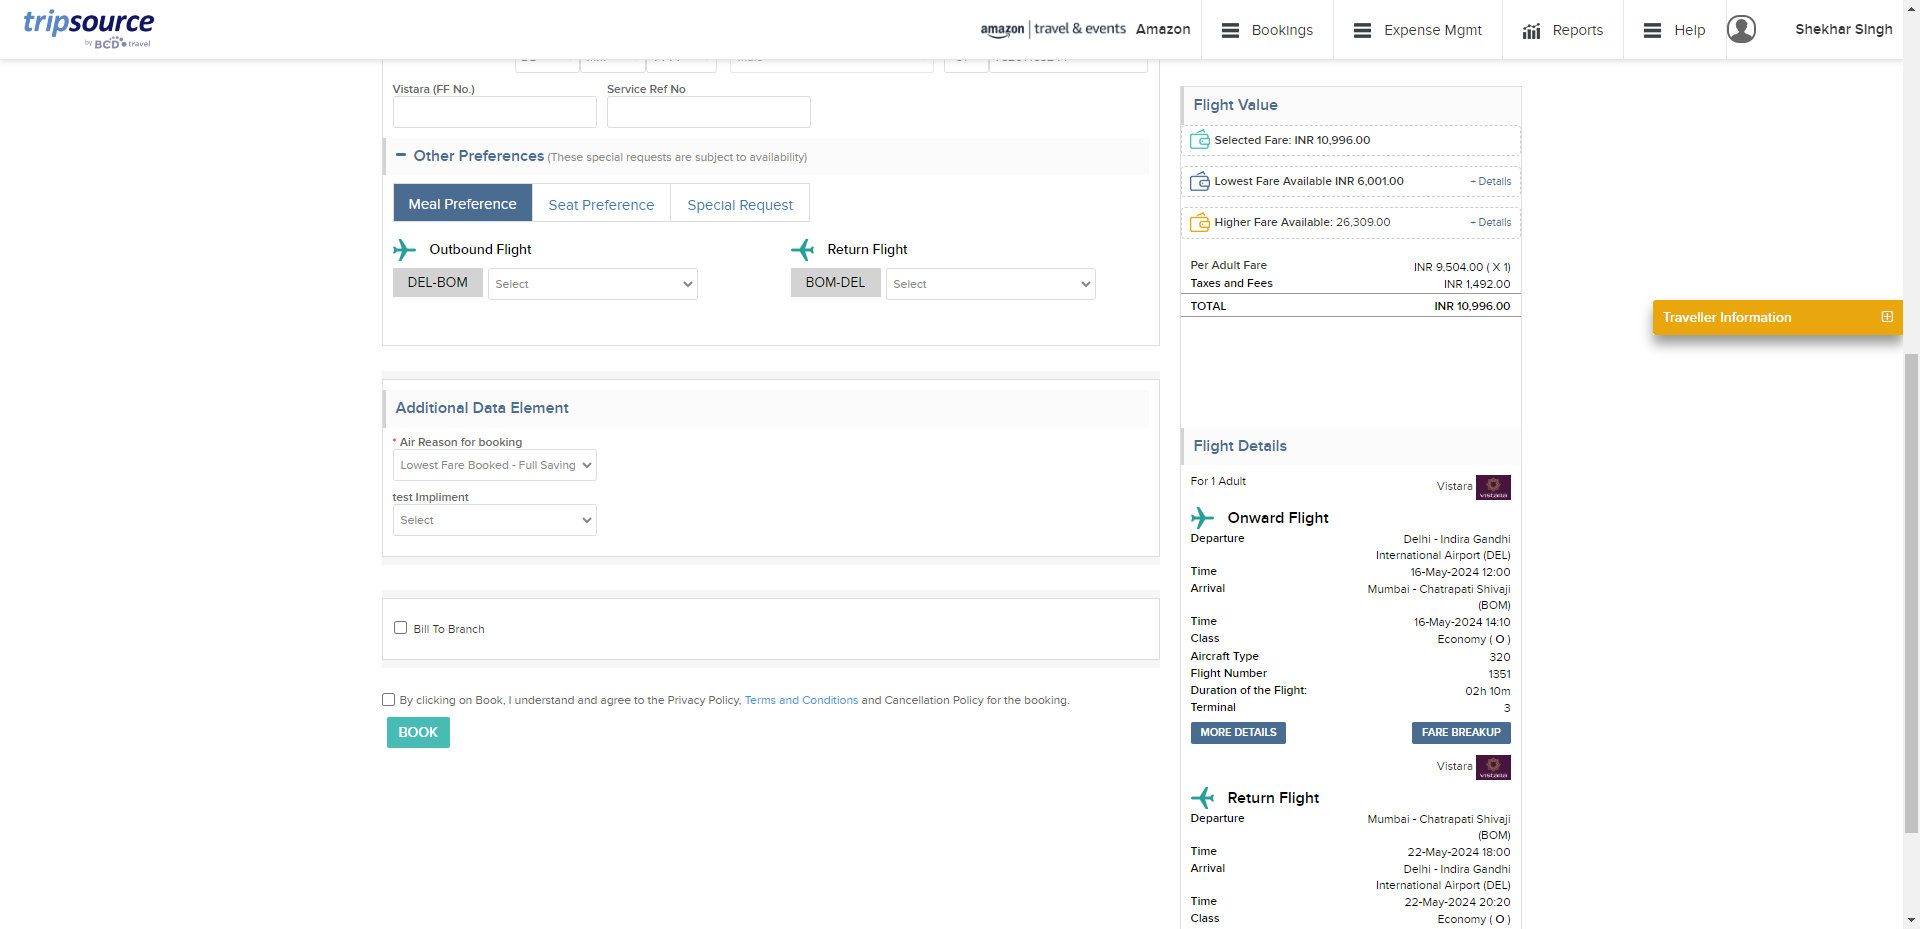 tripsource
by BCD travel
amazon | travel & events Amazon
Bookings
Expense Mgmt
Reports
Help
Shekhar Singh
Vistara (FF No.)
Service Ref No
Other Preferences (These special requests are subject to availability)
Meal Preference
Seat Preference
Special Request
Outbound Flight
Return Flight
DEL-BOM
Select
BOM-DEL
Select
Additional Data Element
* Air Reason for booking
Lowest Fare Booked - Full Saving
test Impliment
Select
Bill To Branch
By clicking on Book, I understand and agree to the Privacy Policy, Terms and Conditions and Cancellation Policy for the booking.
BOOK
Flight Value
Selected Fare: INR 10,996.00
Lowest Fare Available INR 6,001.00 - Details
Higher Fare Available: 26,309.00 - Details
Per Adult Fare INR 9,504.00 ( X 1)
Taxes and Fees INR 1,492.00
TOTAL INR 10,996.00
Traveller Information
Flight Details
For 1 Adult
Vistara
vistara
Onward Flight
Departure Delhi - Indira Gandhi
International Airport (DEL)
Time 16-May-2024 12:00
Arrival Mumbai - Chatrapati Shivaji
(BOM)
Time 16-May-2024 14:10
Class Economy ( O )
Aircraft Type 320
Flight Number 1351
Duration of the Flight: 02h 10m
Terminal 3
MORE DETAILS
FARE BREAKUP
Vistara
vistara
Return Flight
Departure Mumbai - Chatrapati Shivaji
(BOM)
Time 22-May-2024 18:00
Arrival Delhi - Indira Gandhi
International Airport (DEL)
Time 22-May-2024 20:20
Class Economy ( O )